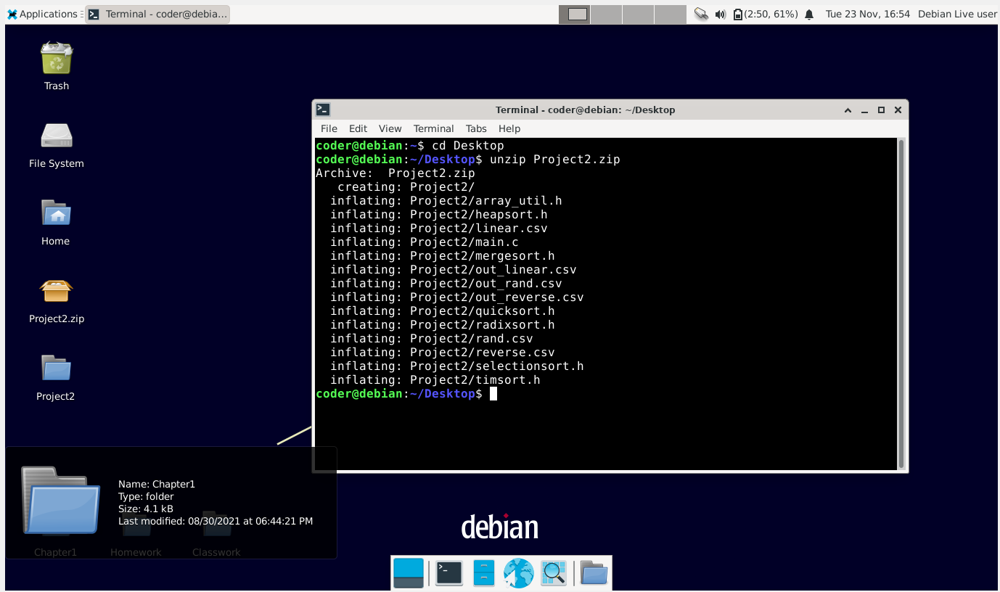 Applications
Terminal - coder@debia...
(2:50, 61%)
Tue 23 Nov, 16:54
Debian Live user
Trash
File System
Home
Project2.zip
Project2
Terminal - coder@debian: ~/Desktop
File Edit View Terminal Tabs Help
coder@debian:~$ cd Desktop
coder@debian:~/Desktop$ unzip Project2.zip
Archive:  Project2.zip
   creating: Project2/
  inflating: Project2/array_util.h
  inflating: Project2/heapsort.h
  inflating: Project2/linear.csv
  inflating: Project2/main.c
  inflating: Project2/mergesort.h
  inflating: Project2/out_linear.csv
  inflating: Project2/out_rand.csv
  inflating: Project2/out_reverse.csv
  inflating: Project2/quicksort.h
  inflating: Project2/radixsort.h
  inflating: Project2/rand.csv
  inflating: Project2/reverse.csv
  inflating: Project2/selectionsort.h
  inflating: Project2/timsort.h
coder@debian:~/Desktop$
Name: Chapter1
Type: folder
Size: 4.1 kB
Last modified: 08/30/2021 at 06:44:21 PM
Chapter1
Homework
Classwork
debian
>_